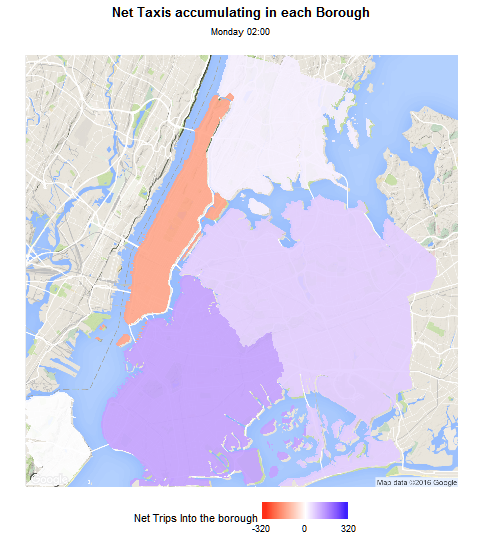 Net Taxis accumulating in each Borough
Monday 02:00
Map data ©2016 Google
Net Trips Into the borough
-320 0 320